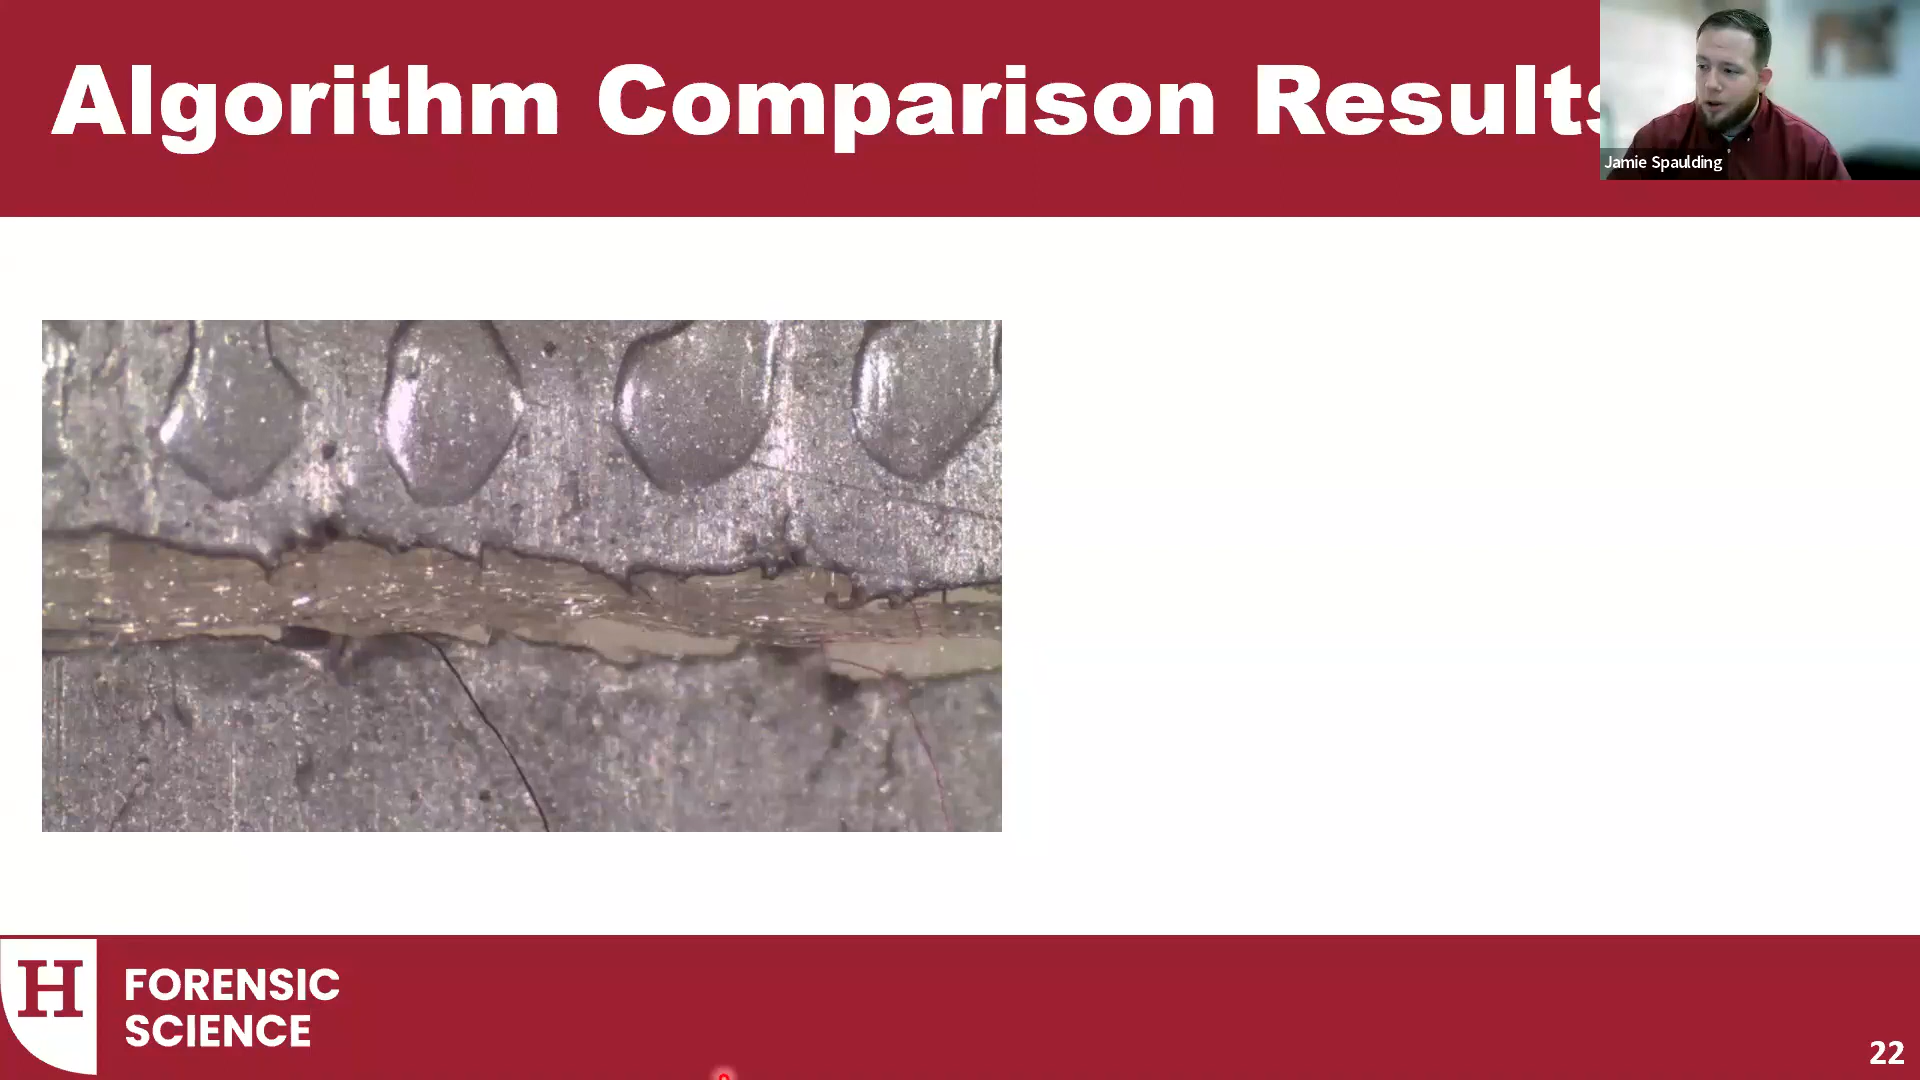 Algorithm Comparison Results
Jamie Spaulding
H
FORENSIC
SCIENCE
22